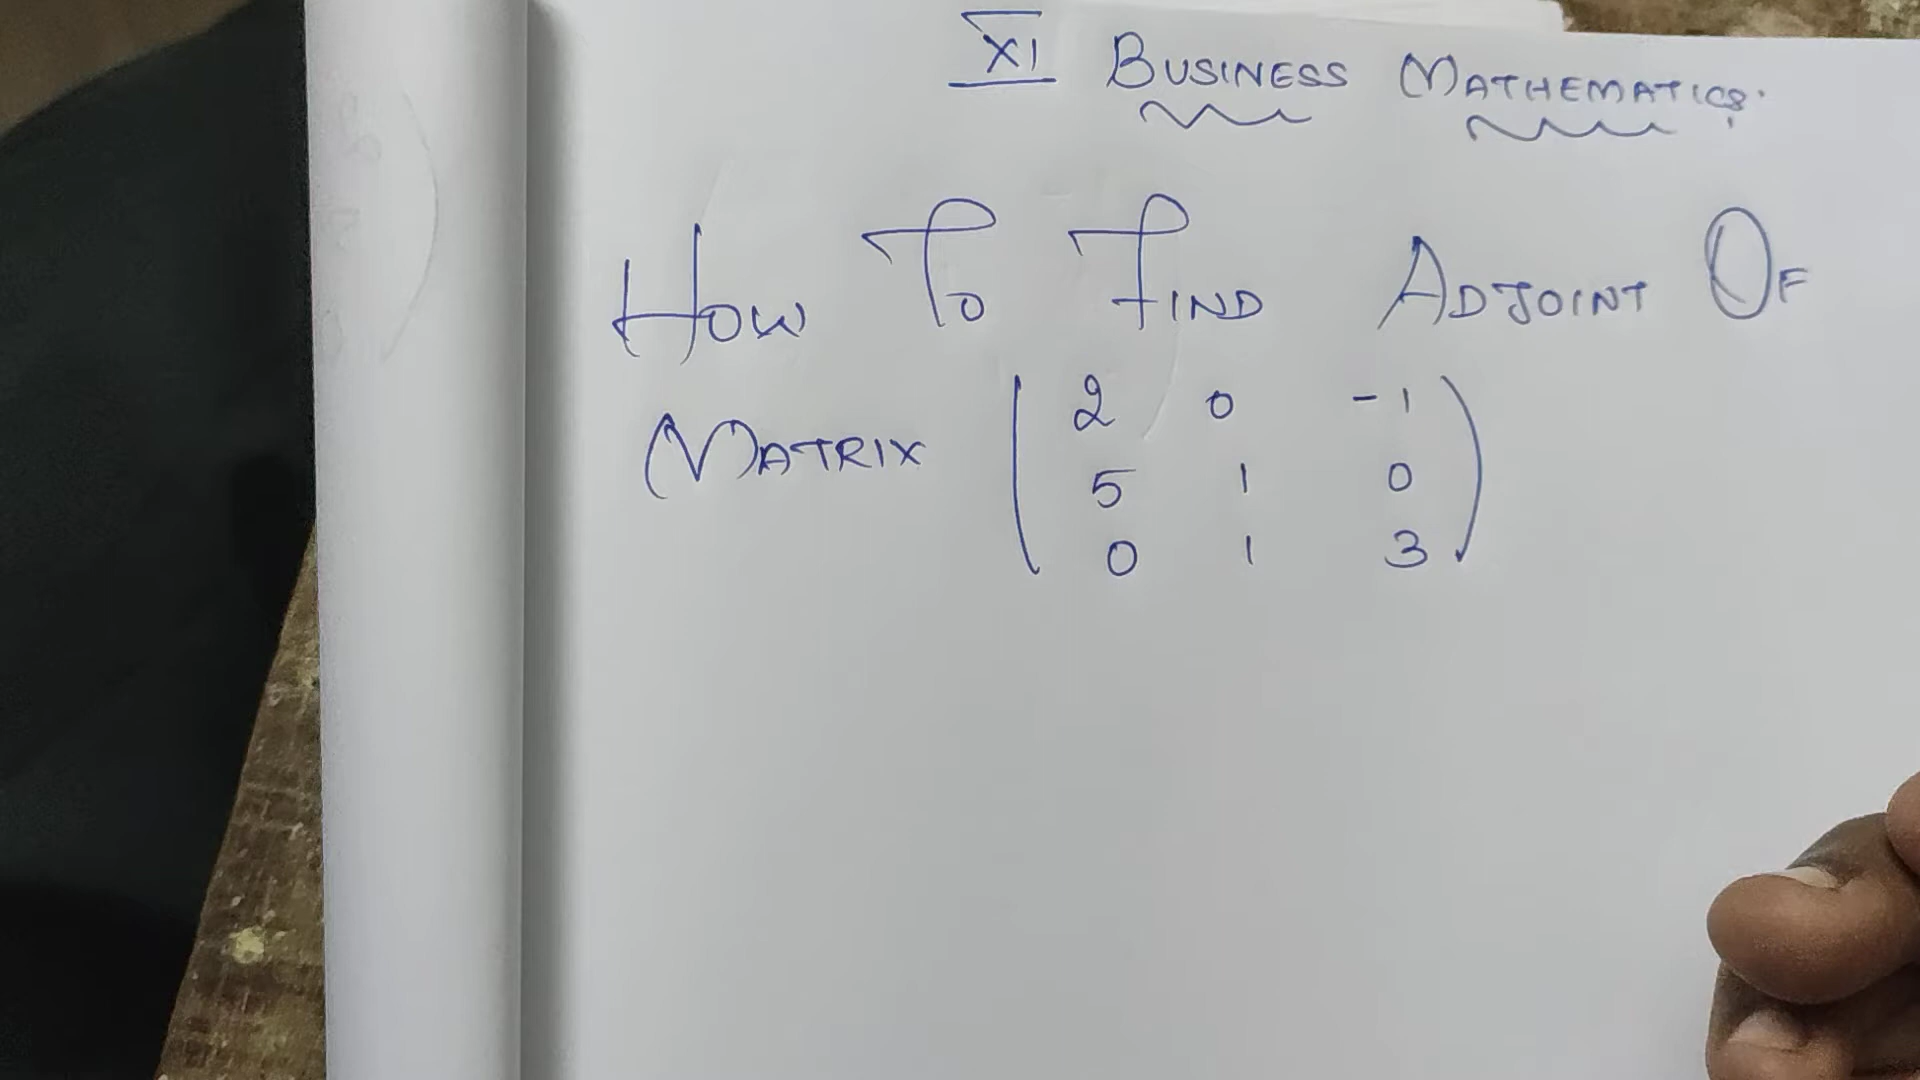 XI BUSINESS MATHEMATICS.
HOW TO FIND ADJOINT OF
MATRIX ( 2 0 -1
5 1 0
0 1 3 )